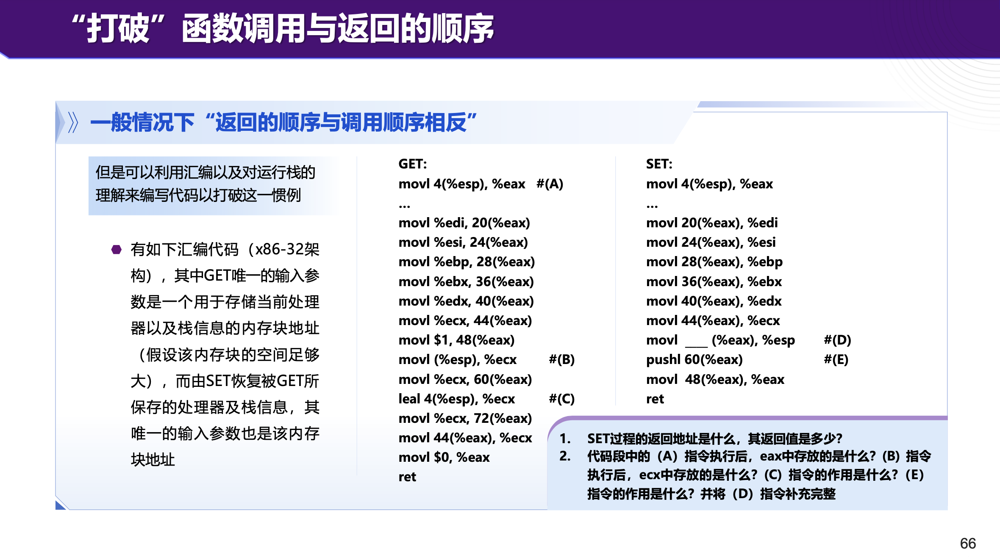 “打破”函数调用与返回的顺序
一般情况下“返回的顺序与调用顺序相反”
但是可以利用汇编以及对运行栈的
理解来编写代码以打破这一惯例
有如下汇编代码（x86-32架
构），其中GET唯一的输入参
数是一个用于存储当前处理
器以及栈信息的内存块地址
（假设该内存块的空间足够
大），而由SET恢复被GET所
保存的处理器及栈信息，其
唯一的输入参数也是该内存
块地址
GET:
movl 4(%esp), %eax #(A)
...
movl %edi, 20(%eax)
movl %esi, 24(%eax)
movl %ebp, 28(%eax)
movl %ebx, 36(%eax)
movl %edx, 40(%eax)
movl %ecx, 44(%eax)
movl $1, 48(%eax)
movl (%esp), %ecx #(B)
movl %ecx, 60(%eax)
leal 4(%esp), %ecx #(C)
movl %ecx, 72(%eax)
movl 44(%eax), %ecx
movl $0, %eax
ret
SET:
movl 4(%esp), %eax
...
movl 20(%eax), %edi
movl 24(%eax), %esi
movl 28(%eax), %ebp
movl 36(%eax), %ebx
movl 40(%eax), %edx
movl 44(%eax), %ecx
movl ___ (%eax), %esp #(D)
pushl 60(%eax) #(E)
movl 48(%eax), %eax
ret
1. SET过程的返回地址是什么，其返回值是多少？
2. 代码段中的（A）指令执行后，eax中存放的是什么？(B) 指令
执行后，ecx中存放的是什么？(C) 指令的作用是什么？（E）
指令的作用是什么？并将（D）指令补充完整
66